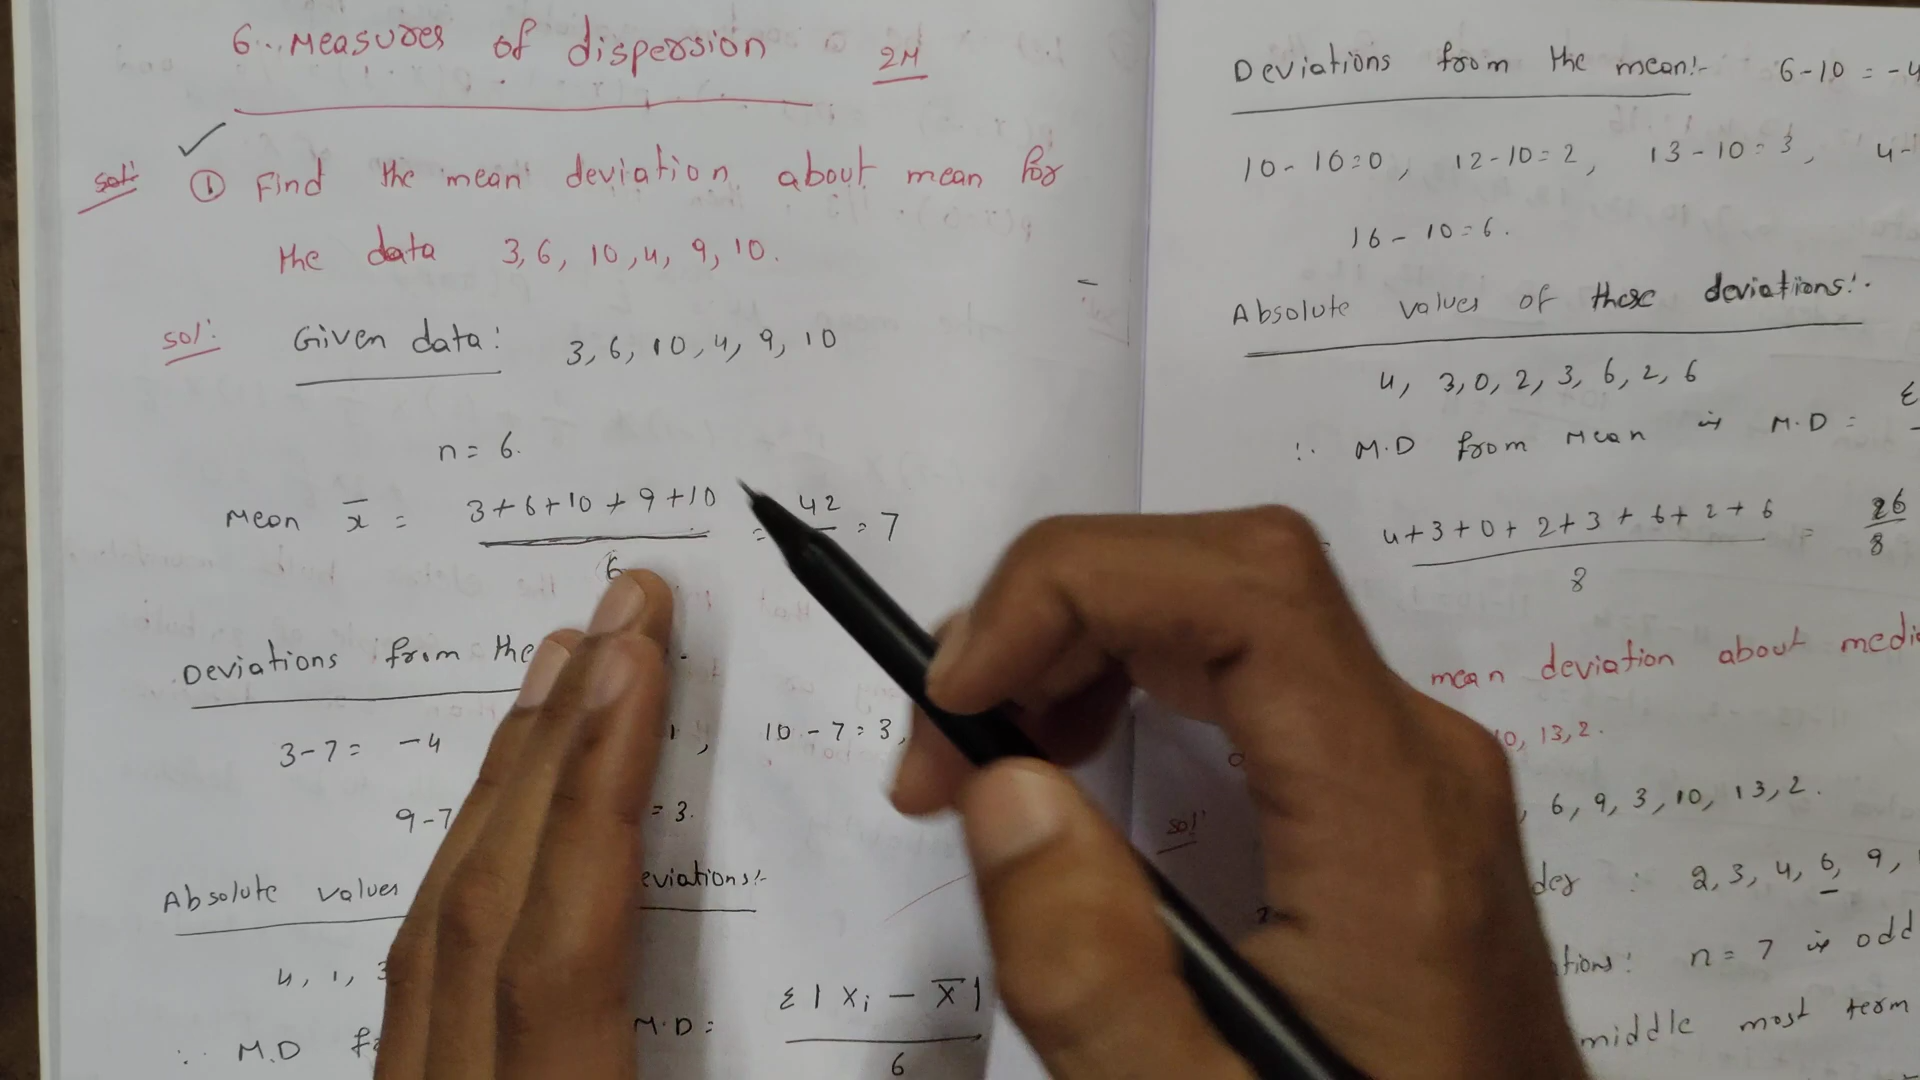 6. Measures of dispersion 2M
sol:
① Find the mean deviation about mean for
the data 3, 6, 10, 4, 9, 10.
sol: Given data: 3, 6, 10, 4, 9, 10
n = 6.
Mean x̄ = 3+6+10+9+10 / 6 = 42 = 7
Deviations from the
3-7 = -4 , 10-7 = 3,
9-7 = 3.
Absolute values eviations:-
4, 1, 3
∴ M.D M.D = Σ|xi - x̄| / 6
Deviations from the mean:- 6-10 = -4
10-10=0, 12-10=2, 13-10=3, 4-
16-10=6.
Absolute values of these deviations:-
4, 3, 0, 2, 3, 6, 2, 6
∴ M.D from Mean is M.D =
4+3+0+2+3+6+2+6 / 8 = 26 / 8
mean deviation about medi
10, 13, 2.
sol: 6, 9, 3, 10, 13, 2.
der : 2, 3, 4, 6, 9,
tions: n = 7 is odd
middle most term